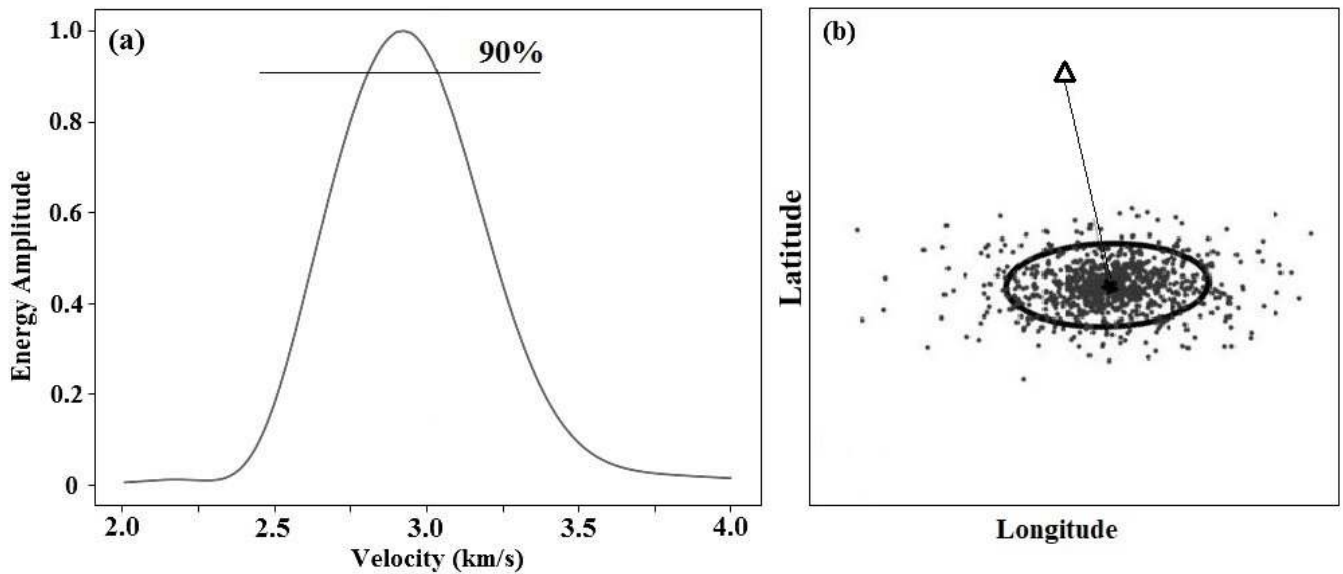 (a)
90%
1.0
0.8
0.6
0.4
0.2
0
Energy Amplitude
2.0 2.5 3.0 3.5 4.0
Velocity (km/s)
(b)
Latitude
Longitude